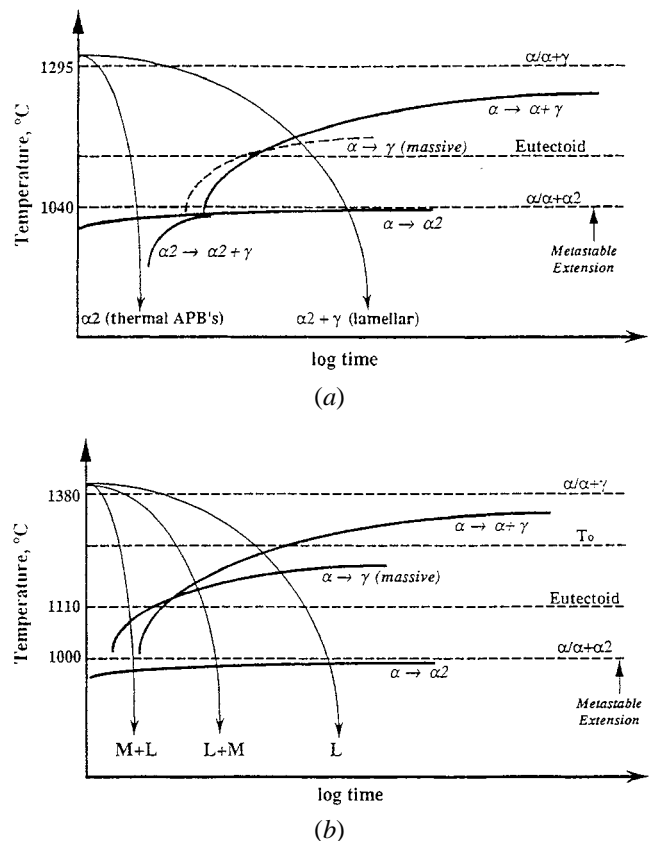 Temperature, °C
1295
1040
α/α+γ
α → α+γ
α → γ (massive)
Eutectoid
α/α+α2
α → α2
α2 → α2+γ
Metastable
Extension
α2 (thermal APB's)
α2+γ (lamellar)
log time
(a)
Temperature, °C
1380
1110
1000
α/α+γ
α → α+γ
To
α → γ (massive)
Eutectoid
α/α+α2
α → α2
Metastable
Extension
M+L
L+M
L
log time
(b)